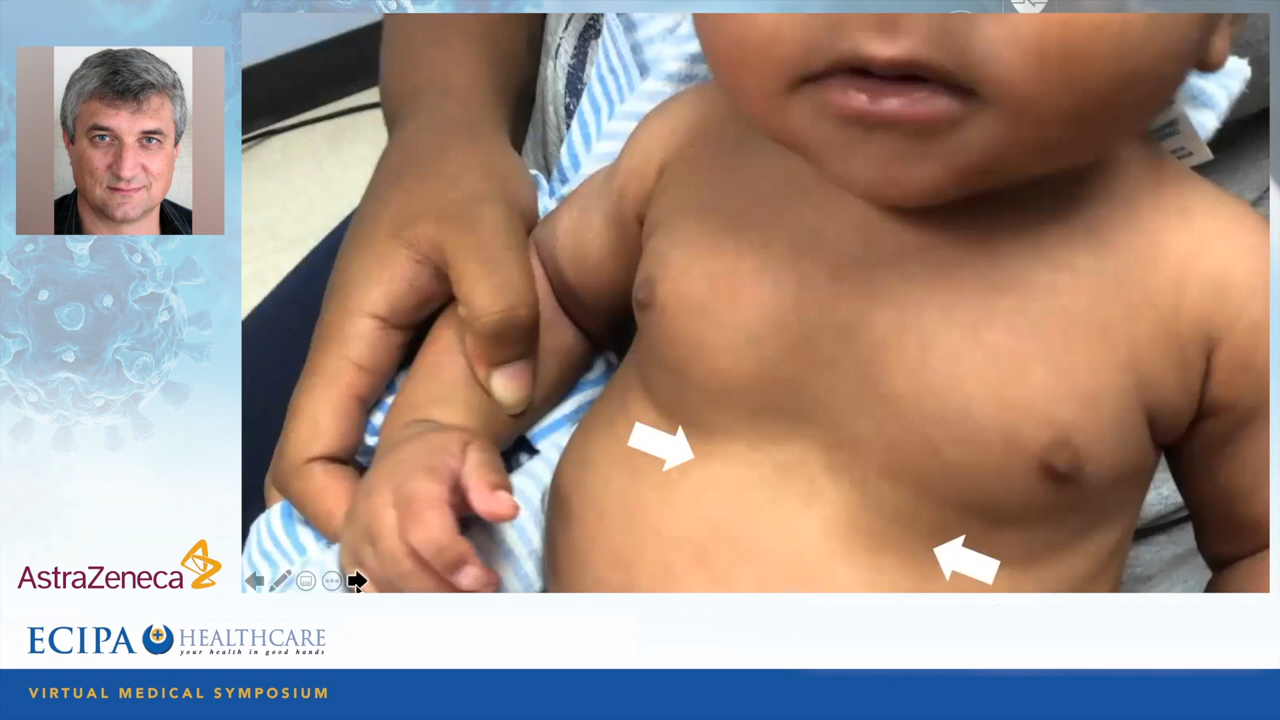 AstraZeneca
ECIPA HEALTHCARE
your health in good hands
VIRTUAL MEDICAL SYMPOSIUM